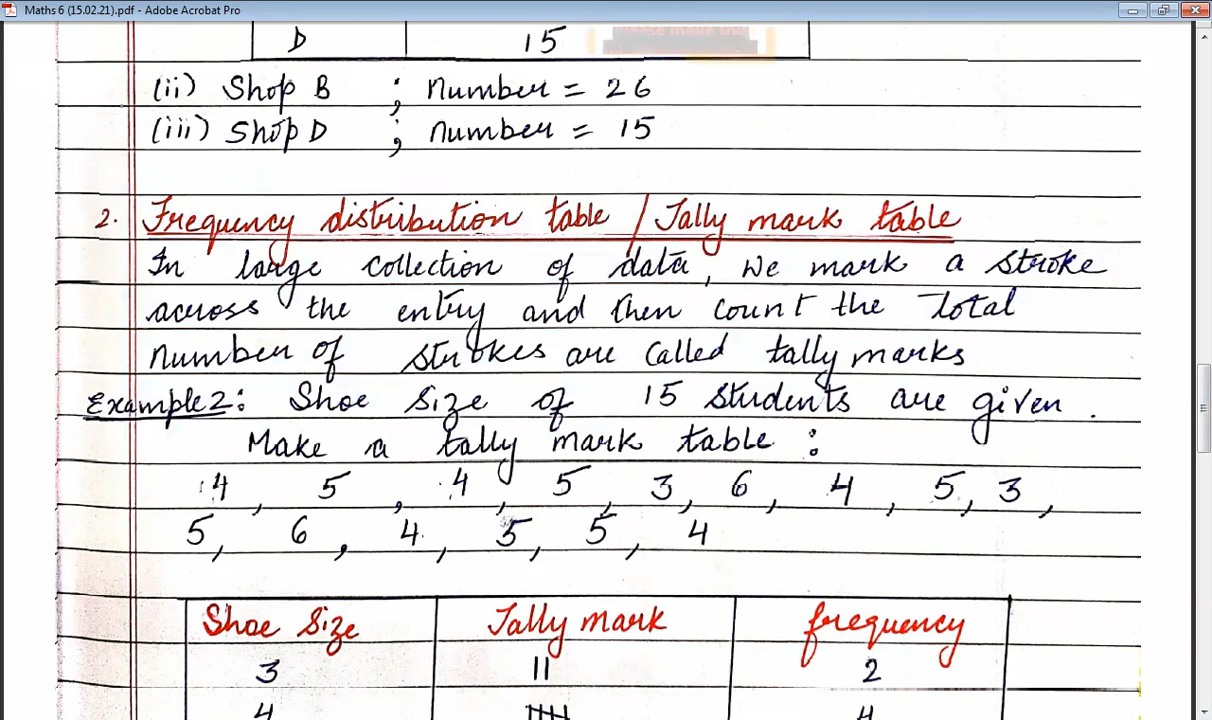 Maths 6 (15.02.21).pdf - Adobe Acrobat Pro
D 15
(ii) Shop B ; Number = 26
(iii) Shop D ; Number = 15
2. Frequency distribution table / Tally mark table
In large collection of data, we mark a stroke
across the entry and then count the Total
number of strokes are called tally marks
Example 2: Shoe size of 15 students are given.
Make a tally mark table :
4, 5, 4, 5, 3, 6, 4, 5, 3,
5, 6, 4, 5, 5, 4
Shoe Size Tally mark frequency
3 || 2
4 4